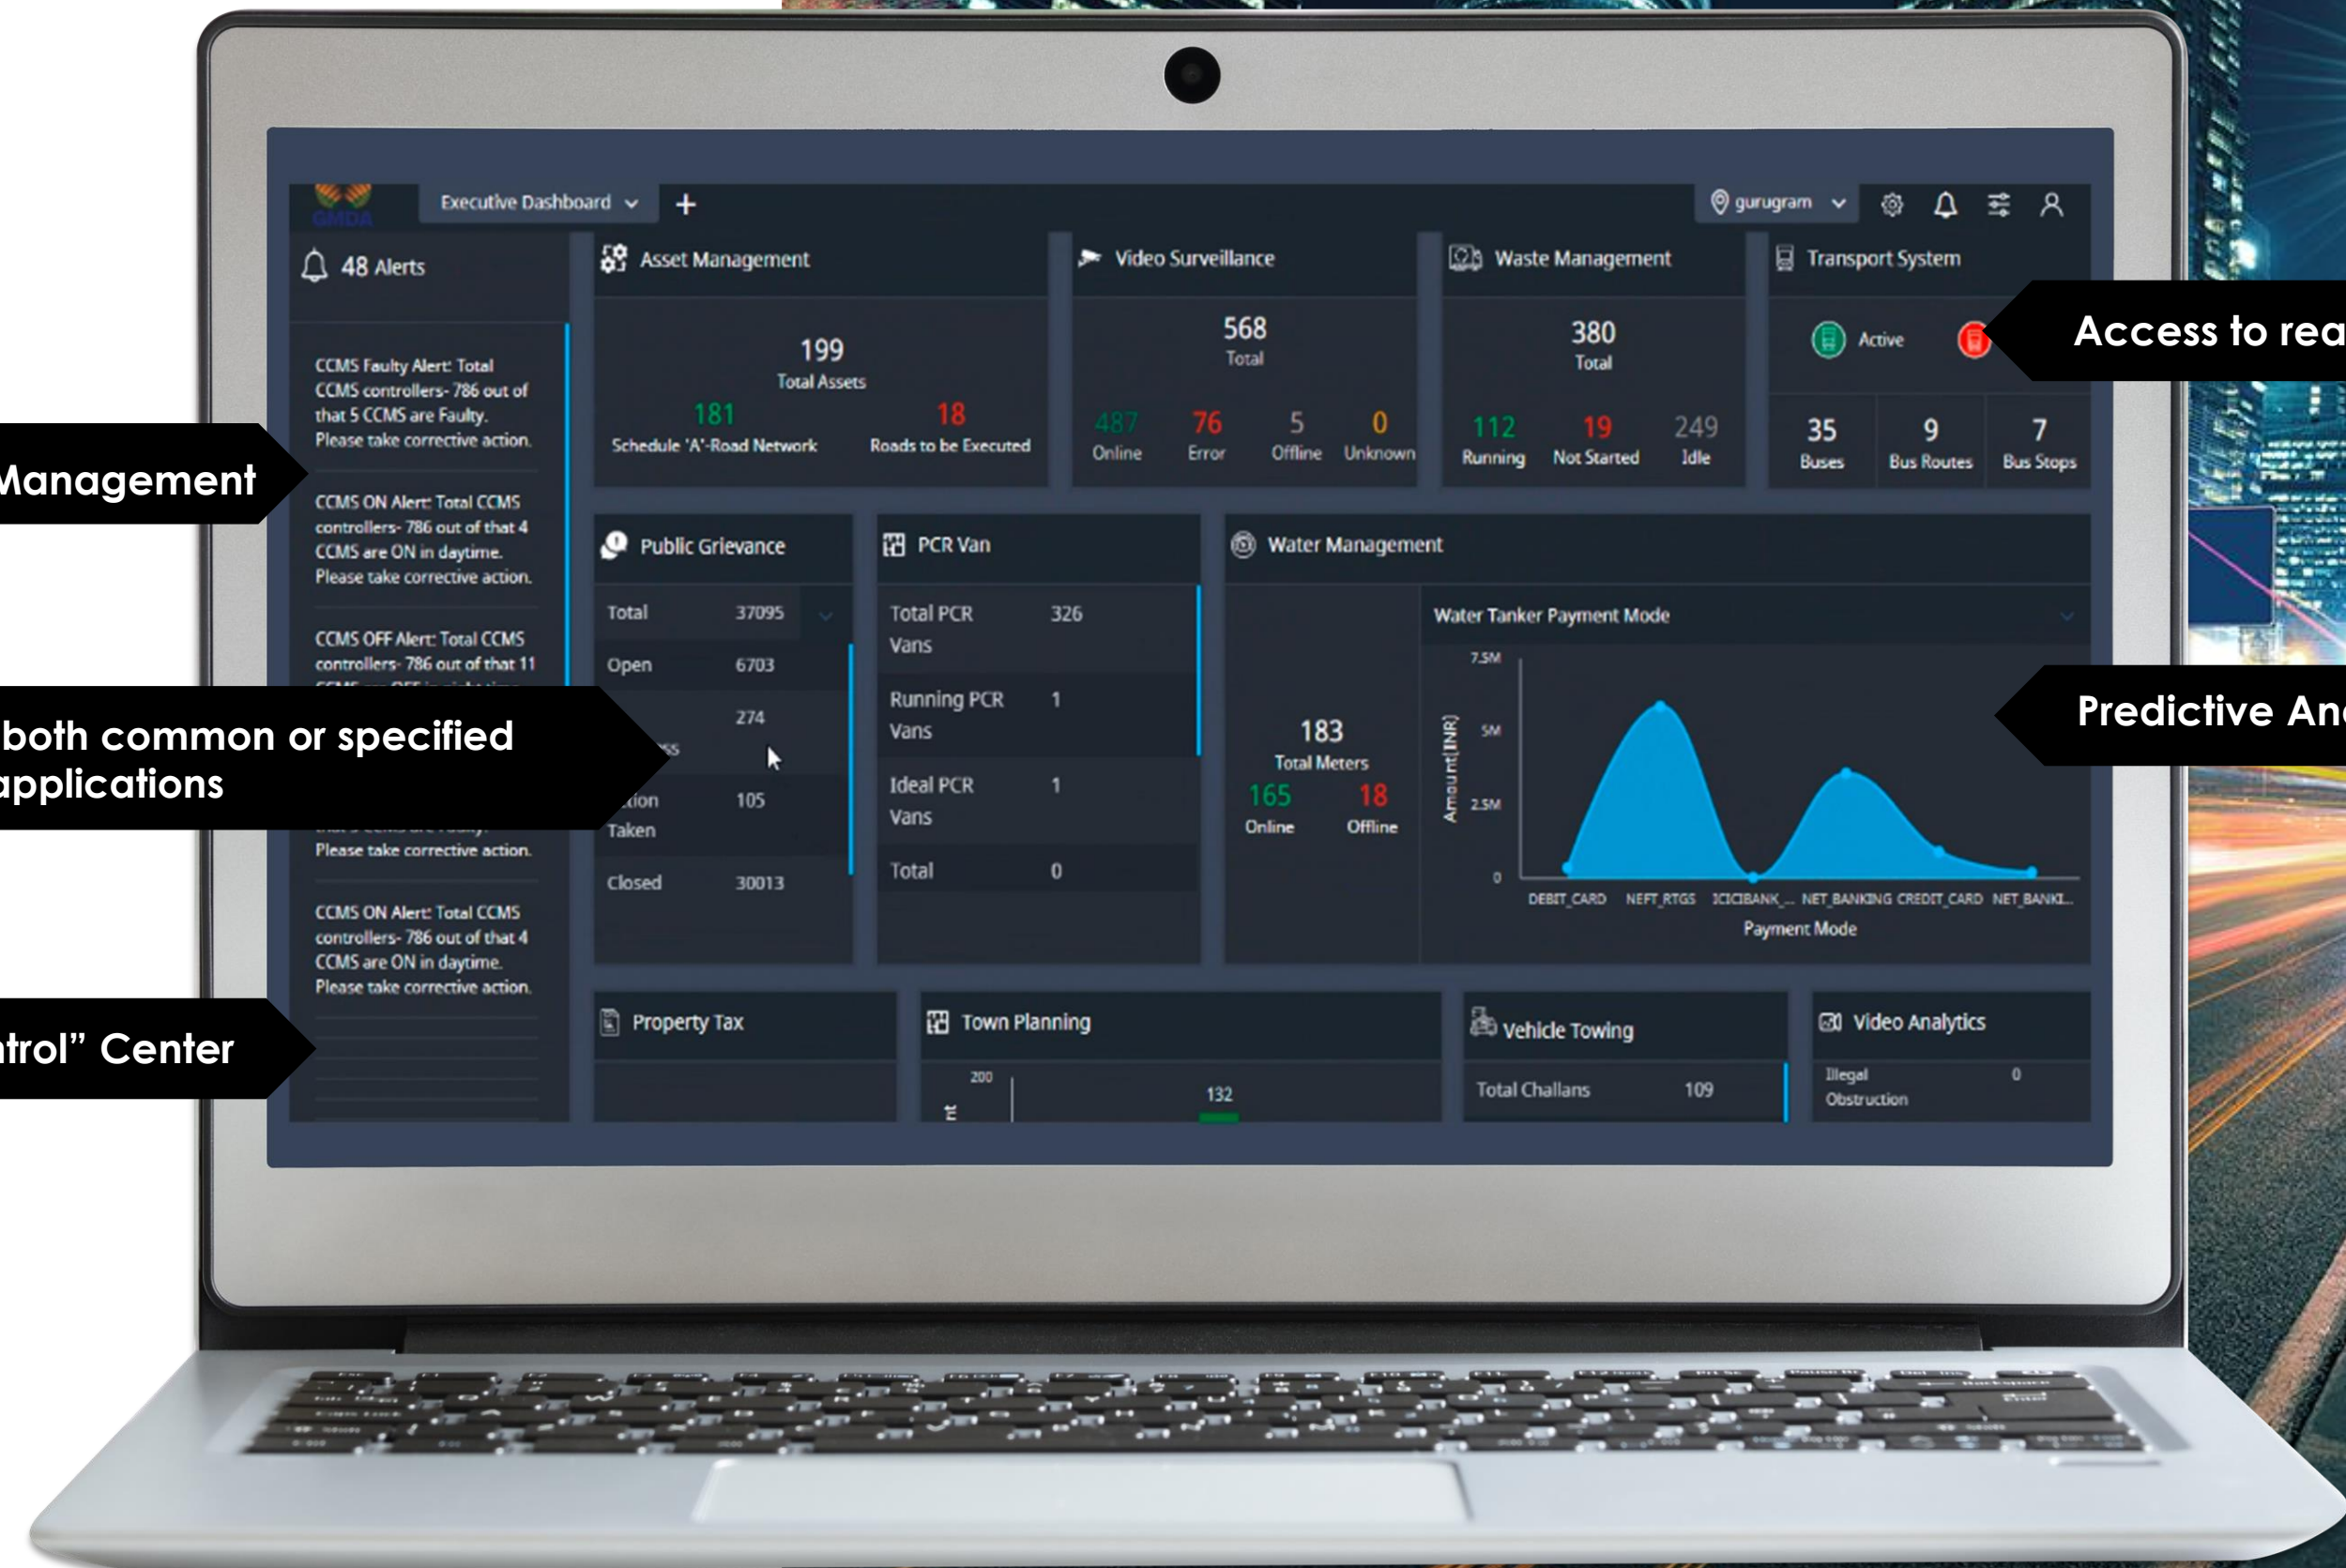 GMDA
Executive Dashboard
+
gurugram
48 Alerts
CCMS Faulty Alert: Total
CCMS controllers- 786 out of
that 5 CCMS are Faulty.
Please take corrective action.
CCMS ON Alert: Total CCMS
controllers- 786 out of that 4
CCMS are ON in daytime.
Please take corrective action.
CCMS OFF Alert: Total CCMS
controllers- 786 out of that 11
Please take corrective action.
CCMS ON Alert: Total CCMS
controllers- 786 out of that 4
CCMS are ON in daytime.
Please take corrective action.
Management
both common or specified
applications
Center
Asset Management
199
Total Assets
181
Schedule 'A'-Road Network
18
Roads to be Executed
Video Surveillance
568
Total
487 76 5 0
Online Error Offline Unknown
Waste Management
380
Total
112 19 249
Running Not Started Idle
Transport System
Active
35 9 7
Buses Bus Routes Bus Stops
Access to
Predictive
Public Grievance
Total 37095
Open 6703
274
105
Taken
Closed 30013
PCR Van
Total PCR 326
Vans
Running PCR 1
Vans
Ideal PCR 1
Vans
Total 0
Water Management
183
Total Meters
165 18
Online Offline
Water Tanker Payment Mode
Amount[INR]
7.5M
5M
2.5M
0
DEBIT_CARD NEFT_RTGS ICICIBANK_... NET_BANKING CREDIT_CARD NET_BANKI...
Payment Mode
Property Tax
Town Planning
200
132
Vehicle Towing
Total Challans 109
Video Analytics
Illegal 0
Obstruction